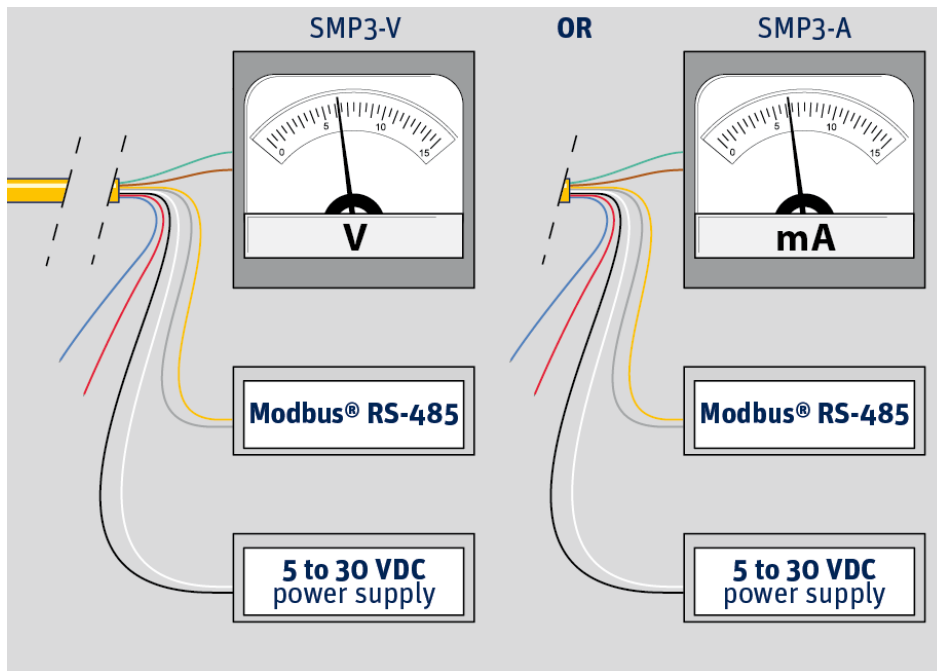 SMP3-V OR SMP3-A
0 5 10 15
0 5 10 15
V
mA
Modbus® RS-485
Modbus® RS-485
5 to 30 VDC
power supply
5 to 30 VDC
power supply